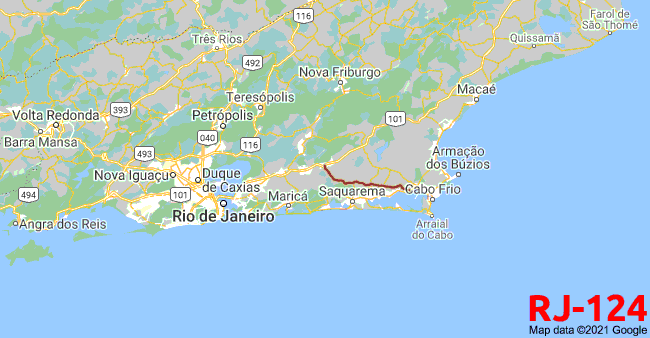 116
Farol de
São Thomé
Três Rios
Quissamã
492
Nova Friburgo
Macaé
Teresópolis
393
Volta Redonda
Petrópolis
101
Barra Mansa
040
116
Armação
dos Búzios
493
Nova Iguaçu
Duque
de Caxias
494
101
Saquarema
Cabo Frio
Maricá
Rio de Janeiro
Angra dos Reis
Arraial
do Cabo
RJ-124
Map data ©2021 Google